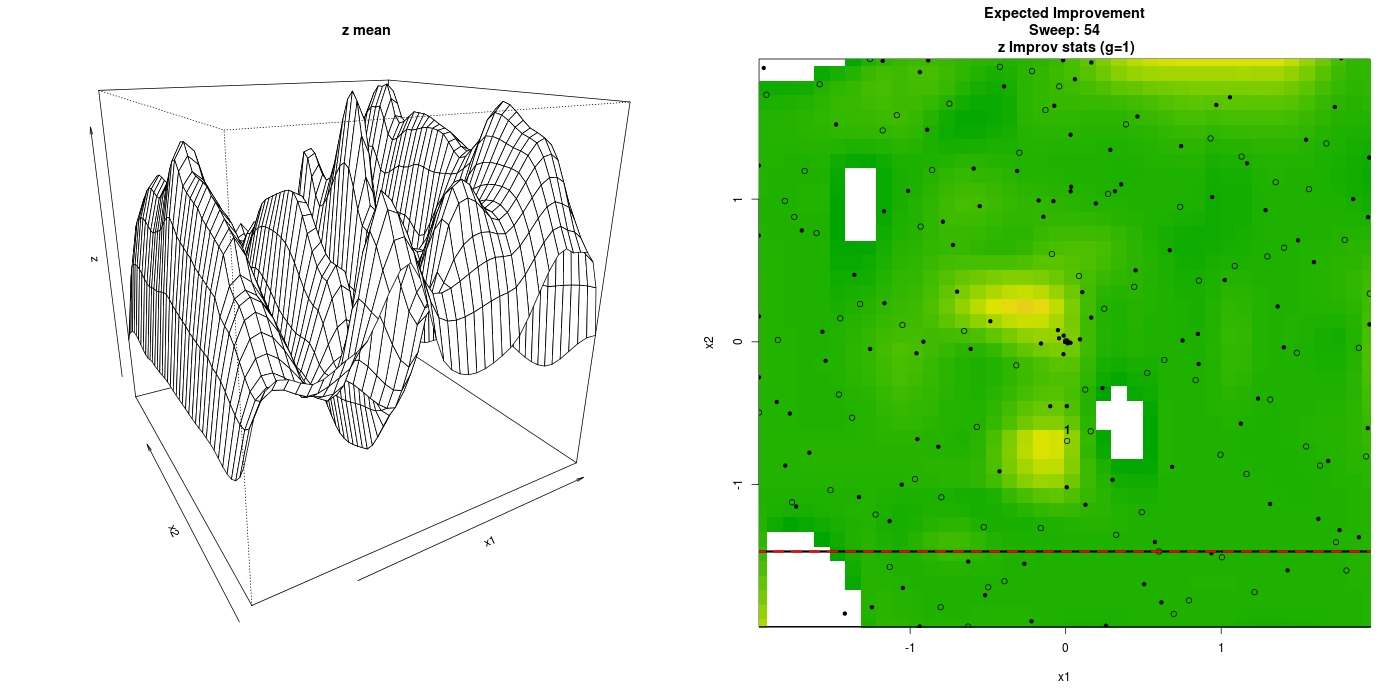 z mean
z
x2
x1
Expected Improvement
Sweep: 54
z Improv stats (g=1)
x2
1
0
-1
1
-1
0
1
x1